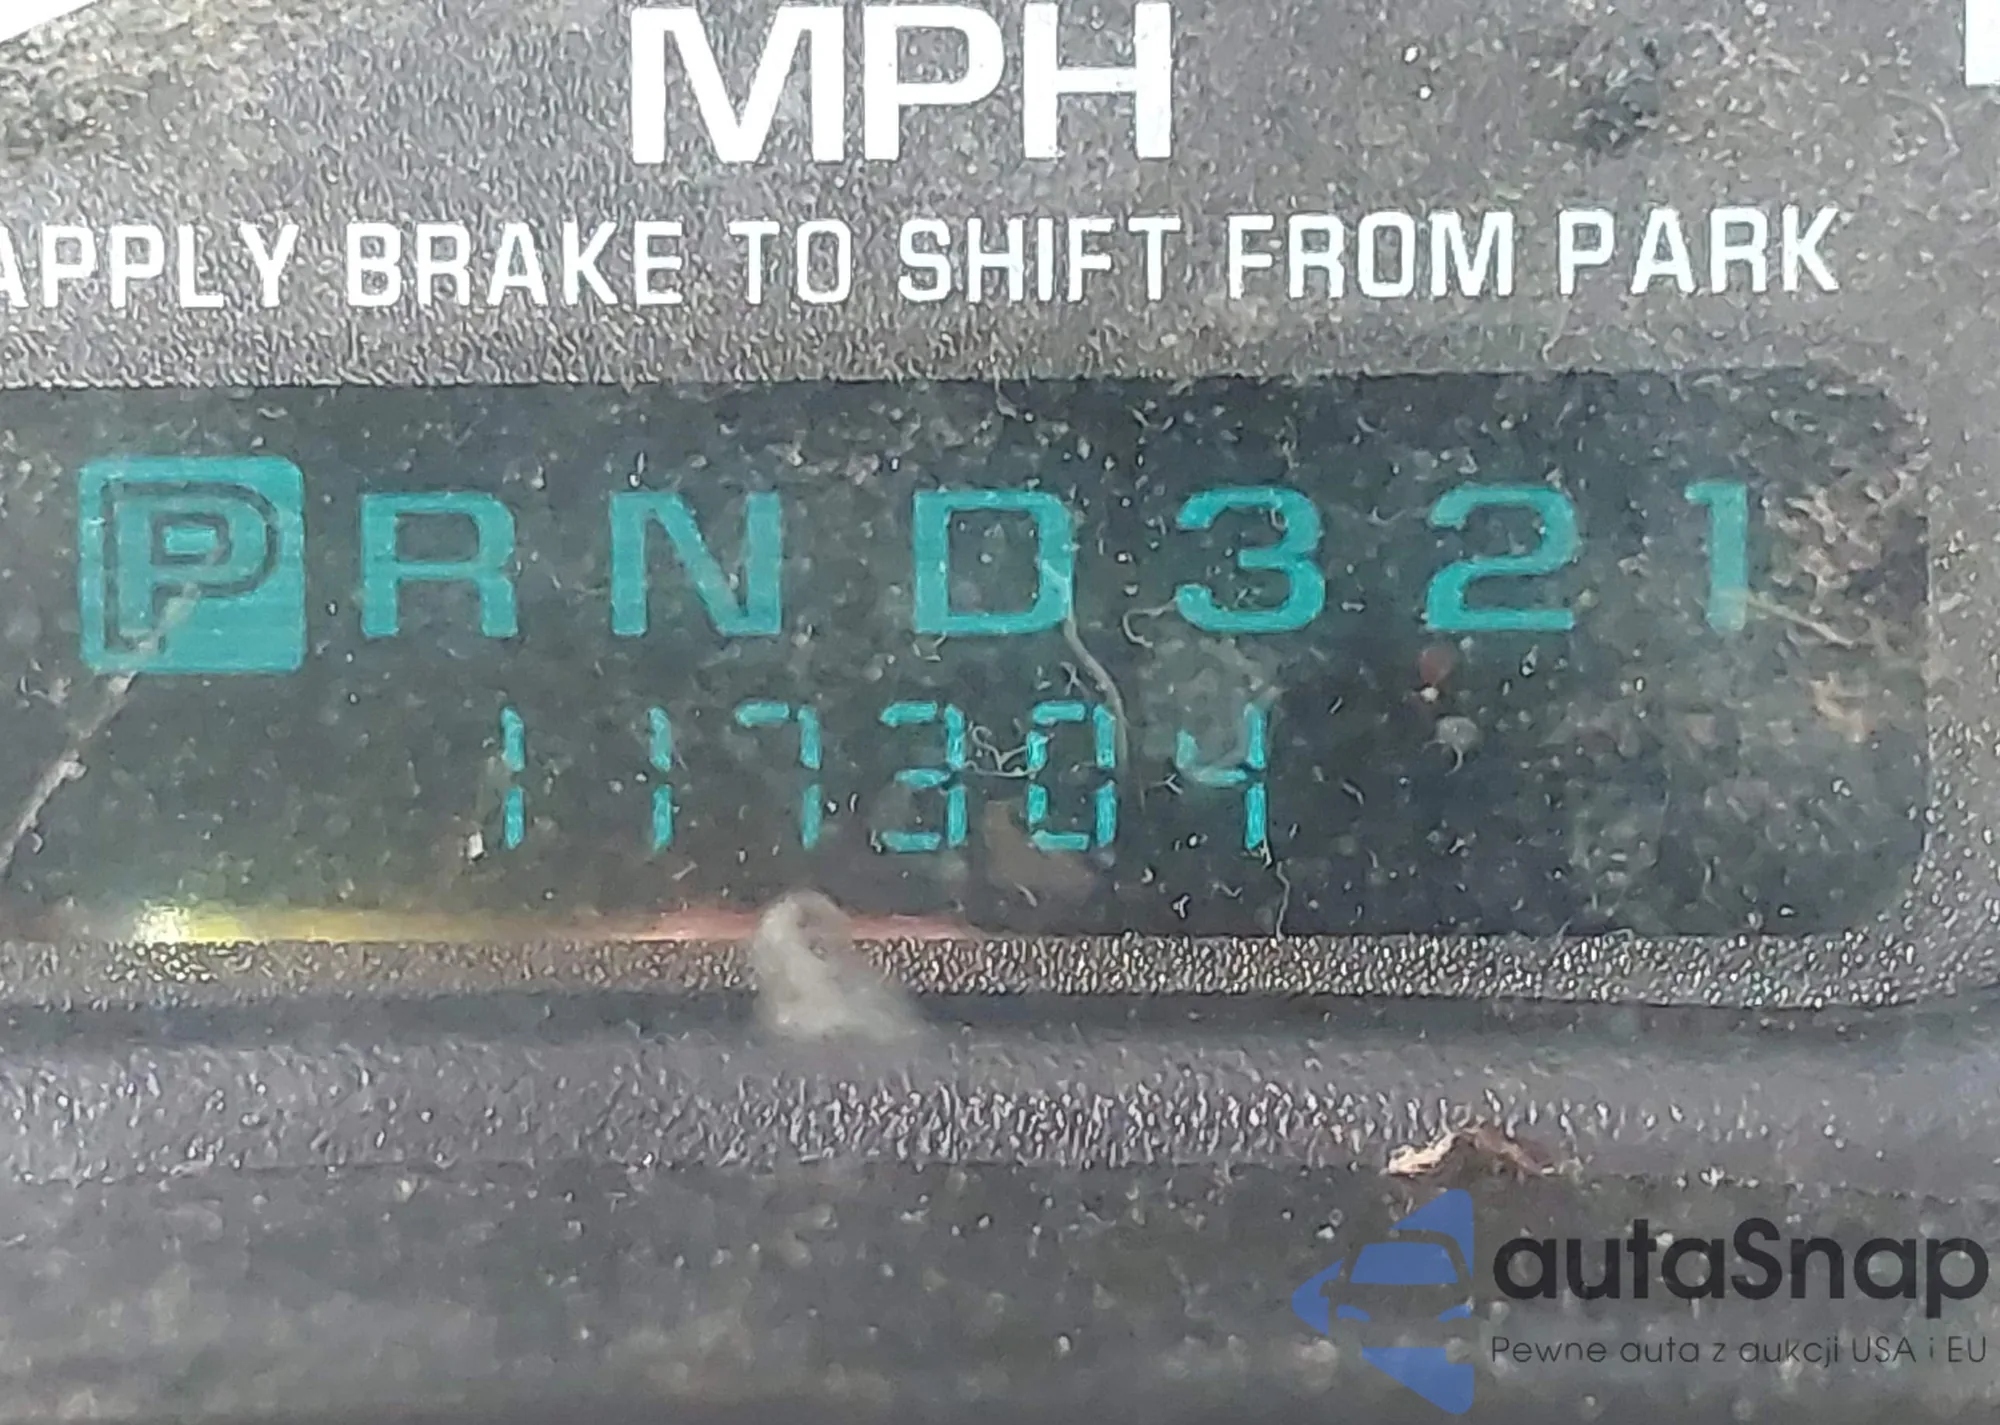 MPH
APPLY BRAKE TO SHIFT FROM PARK
P R N D 3 2 1
117304
autaSnap
Pewne auta z aukcji USA i EU